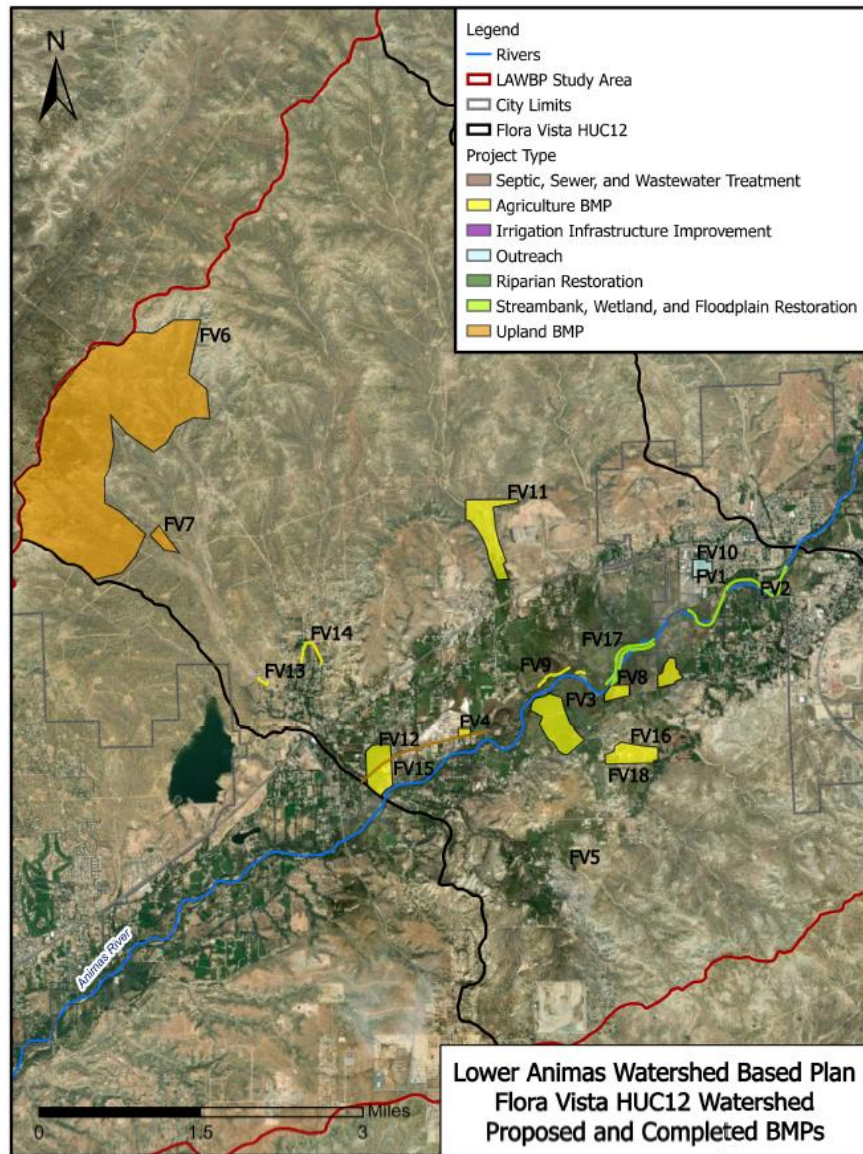 Legend
Rivers
LAWBP Study Area
City Limits
Flora Vista HUC12
Project Type
Septic, Sewer, and Wastewater Treatment
Agriculture BMP
Irrigation Infrastructure Improvement
Outreach
Riparian Restoration
Streambank, Wetland, and Floodplain Restoration
Upland BMP
N
FV6
FV11
FV7
FV10
FV1
FV2
FV14
FV17
FV13
FV9
FV8
FV3
FV4
FV12
FV16
FV15
FV18
FV5
Animas River
Miles
0
1.5
3
Lower Animas Watershed Based Plan
Flora Vista HUC12 Watershed
Proposed and Completed BMPs